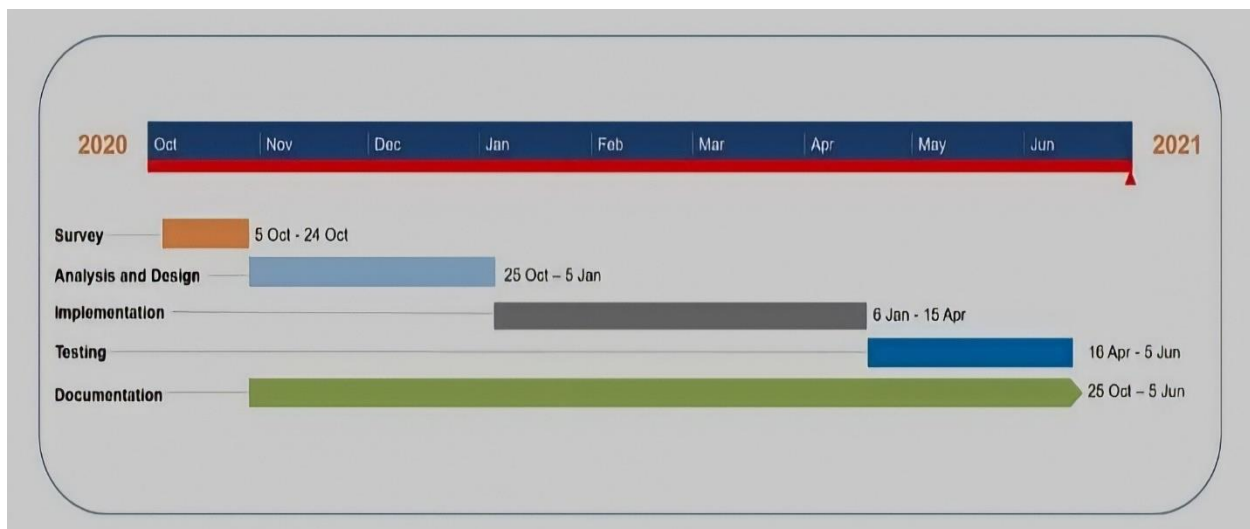 2020 Oct Nov Dec Jan Feb Mar Apr May Jun 2021
Survey 5 Oct - 24 Oct
Analysis and Design 25 Oct – 5 Jan
Implementation 6 Jan - 15 Apr
Testing 16 Apr - 5 Jun
Documentation 25 Oct – 5 Jun